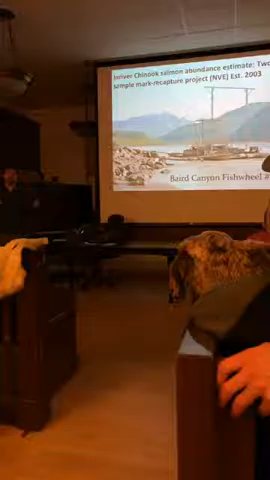 Inriver Chinook salmon abundance estimate: Two
sample mark-recapture project (NVE) Est. 2003
Baird Canyon Fishwheel